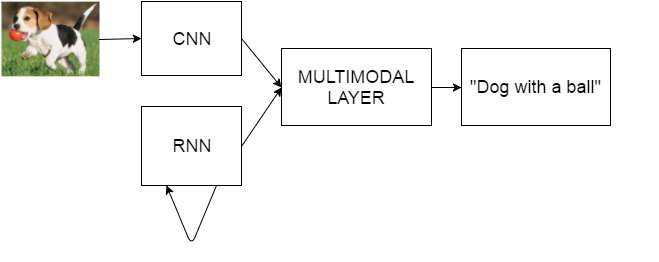 CNN
RNN
MULTIMODAL
LAYER
"Dog with a ball"